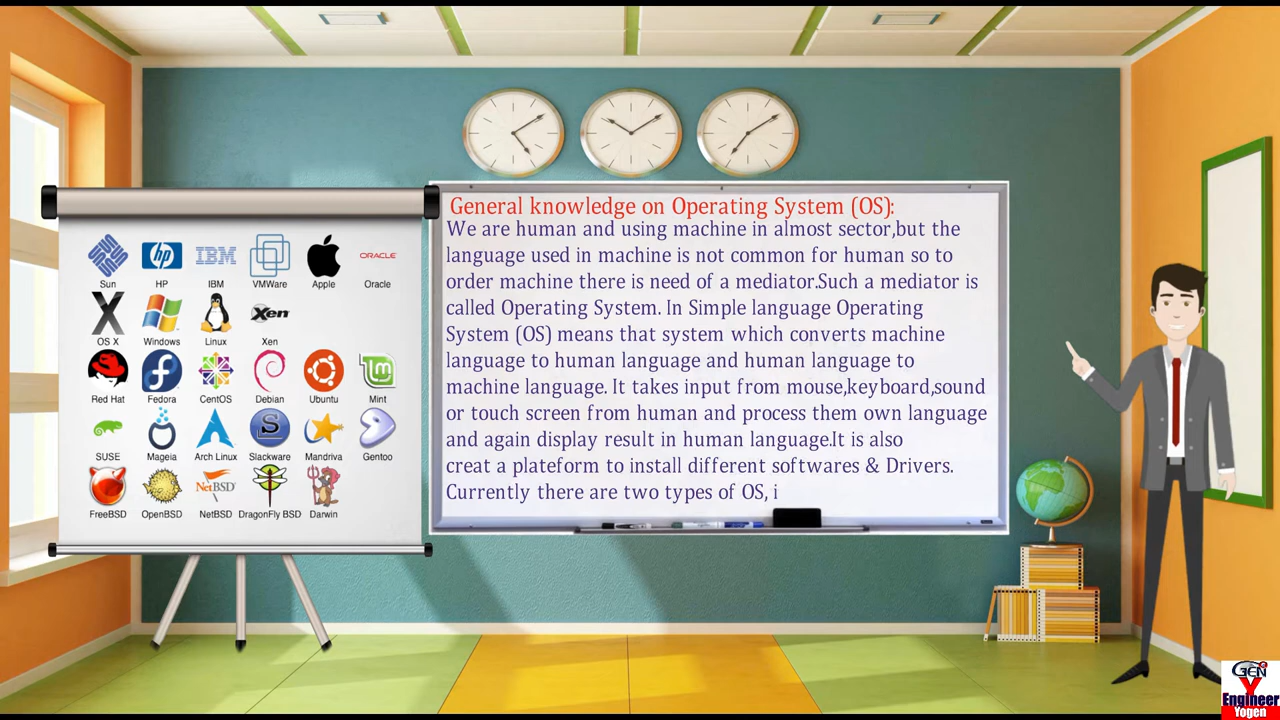 Sun HP IBM VMWare Apple Oracle
hp IBM ORACLE
OS X Windows Linux Xen
Xen
Red Hat Fedora CentOS Debian Ubuntu Mint
SUSE Mageia Arch Linux Slackware Mandriva Gentoo
S
NetBSD
FreeBSD OpenBSD NetBSD DragonFly BSD Darwin
General knowledge on Operating System (OS):
We are human and using machine in almost sector,but the
language used in machine is not common for human so to
order machine there is need of a mediator.Such a mediator is
called Operating System. In Simple language Operating
System (OS) means that system which converts machine
language to human language and human language to
machine language. It takes input from mouse,keyboard,sound
or touch screen from human and process them own language
and again display result in human language.It is also
creat a plateform to install different softwares & Drivers.
Currently there are two types of OS, i
GEN
Y
Engineer
Yogen